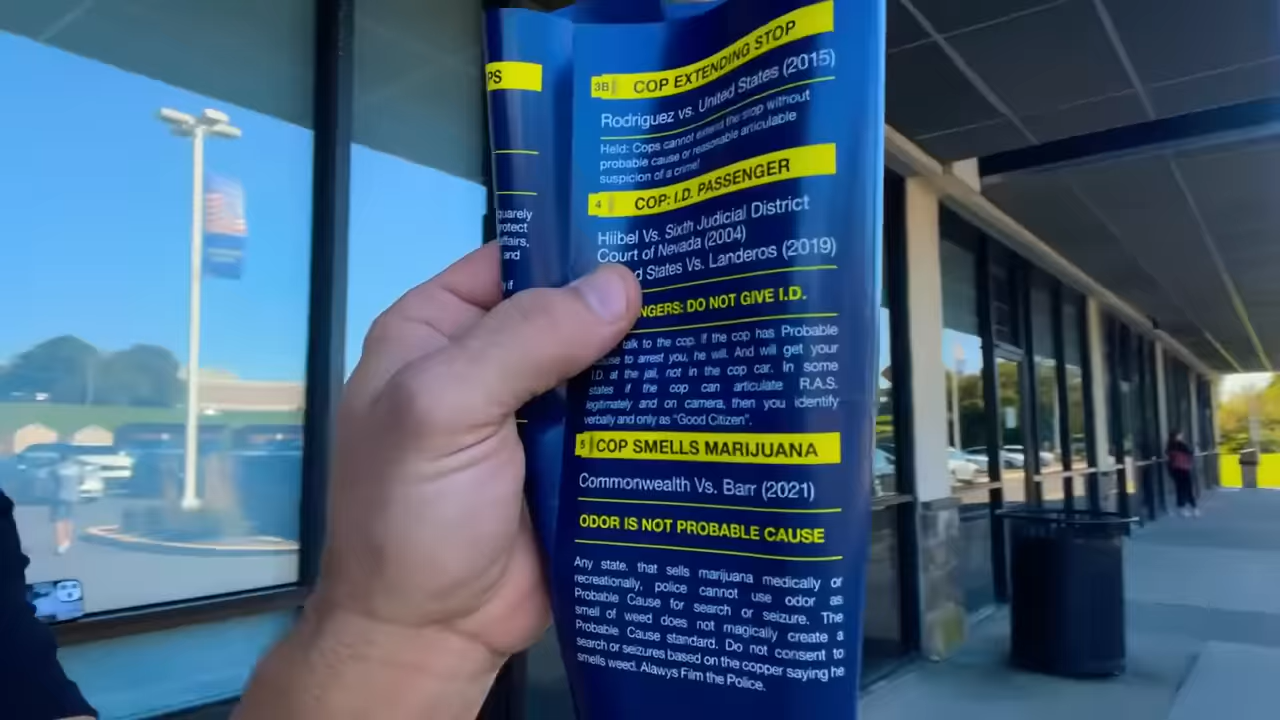 PS
quarely
rotect
ffairs,
and
y if
3B COP EXTENDING STOP
Rodriguez vs. United States (2015)
Held: Cops cannot extend the stop without
probable cause or reasonable articulable
suspicion of a crime!
4 COP: I.D. PASSENGER
Hiibel Vs. Sixth Judicial District
Court of Nevada (2004)
d States Vs. Landeros (2019)
NGERS: DO NOT GIVE I.D.
talk to the cop. If the cop has Probable
use to arrest you, he will. And will get your
I.D. at the jail, not in the cop car. In some
states if the cop can articulate R.A.S.
legitimately and on camera, then you identify
verbally and only as “Good Citizen”.
5 COP SMELLS MARIJUANA
Commonwealth Vs. Barr (2021)
ODOR IS NOT PROBABLE CAUSE
Any state. that sells marijuana medically or
recreationally, police cannot use odor as
Probable Cause for search or seizure. The
smell of weed does not magically create a
Probable Cause standard. Do not consent to
search or seizures based on the copper saying he
smells weed. Alawys Film the Police.